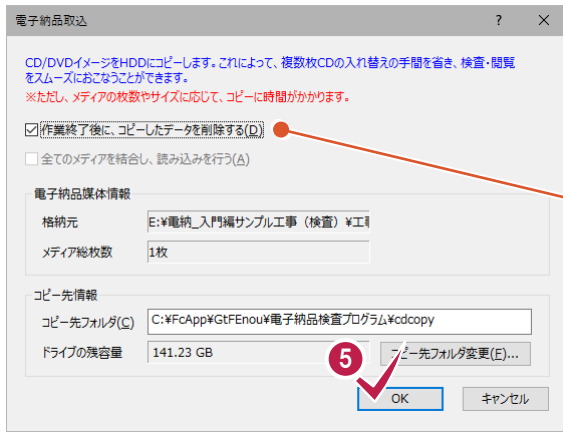 電子納品取込
CD/DVDイメージをHDDにコピーします。これによって、複数枚CDの入れ替えの手間を省き、検査・閲覧
をスムーズにおこなうことができます。
※ただし、メディアの枚数やサイズに応じて、コピーに時間がかかります。
作業終了後に、コピーしたデータを削除する(D)
全てのメディアを結合し、読み込みを行う(A)
電子納品媒体情報
格納元 E:¥電納_入門編サンプル工事（検査）¥工事
メディア総枚数 1枚
コピー先情報
コピー先フォルダ(C) C:¥FcApp¥GtFEnou¥電子納品検査プログラム¥cdcopy
ドライブの残容量 141.23 GB
5 コピー先フォルダ変更(F)...
OK キャンセル